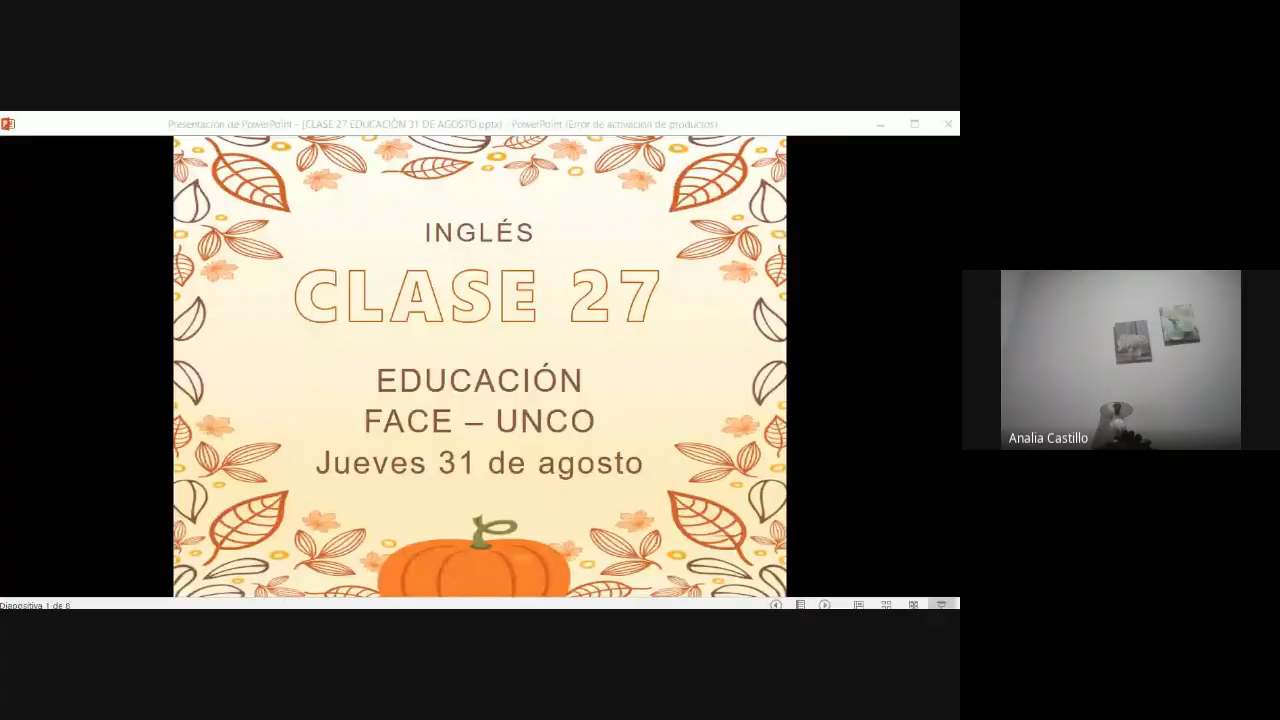 Presentación de PowerPoint - [CLASE 27 EDUCACIÓN 31 DE AGOSTO.pptx] - PowerPoint (Error de activación de productos)
INGLÉS
CLASE 27
EDUCACIÓN
FACE – UNCO
Jueves 31 de agosto
Diapositiva 1 de 8
Analia Castillo